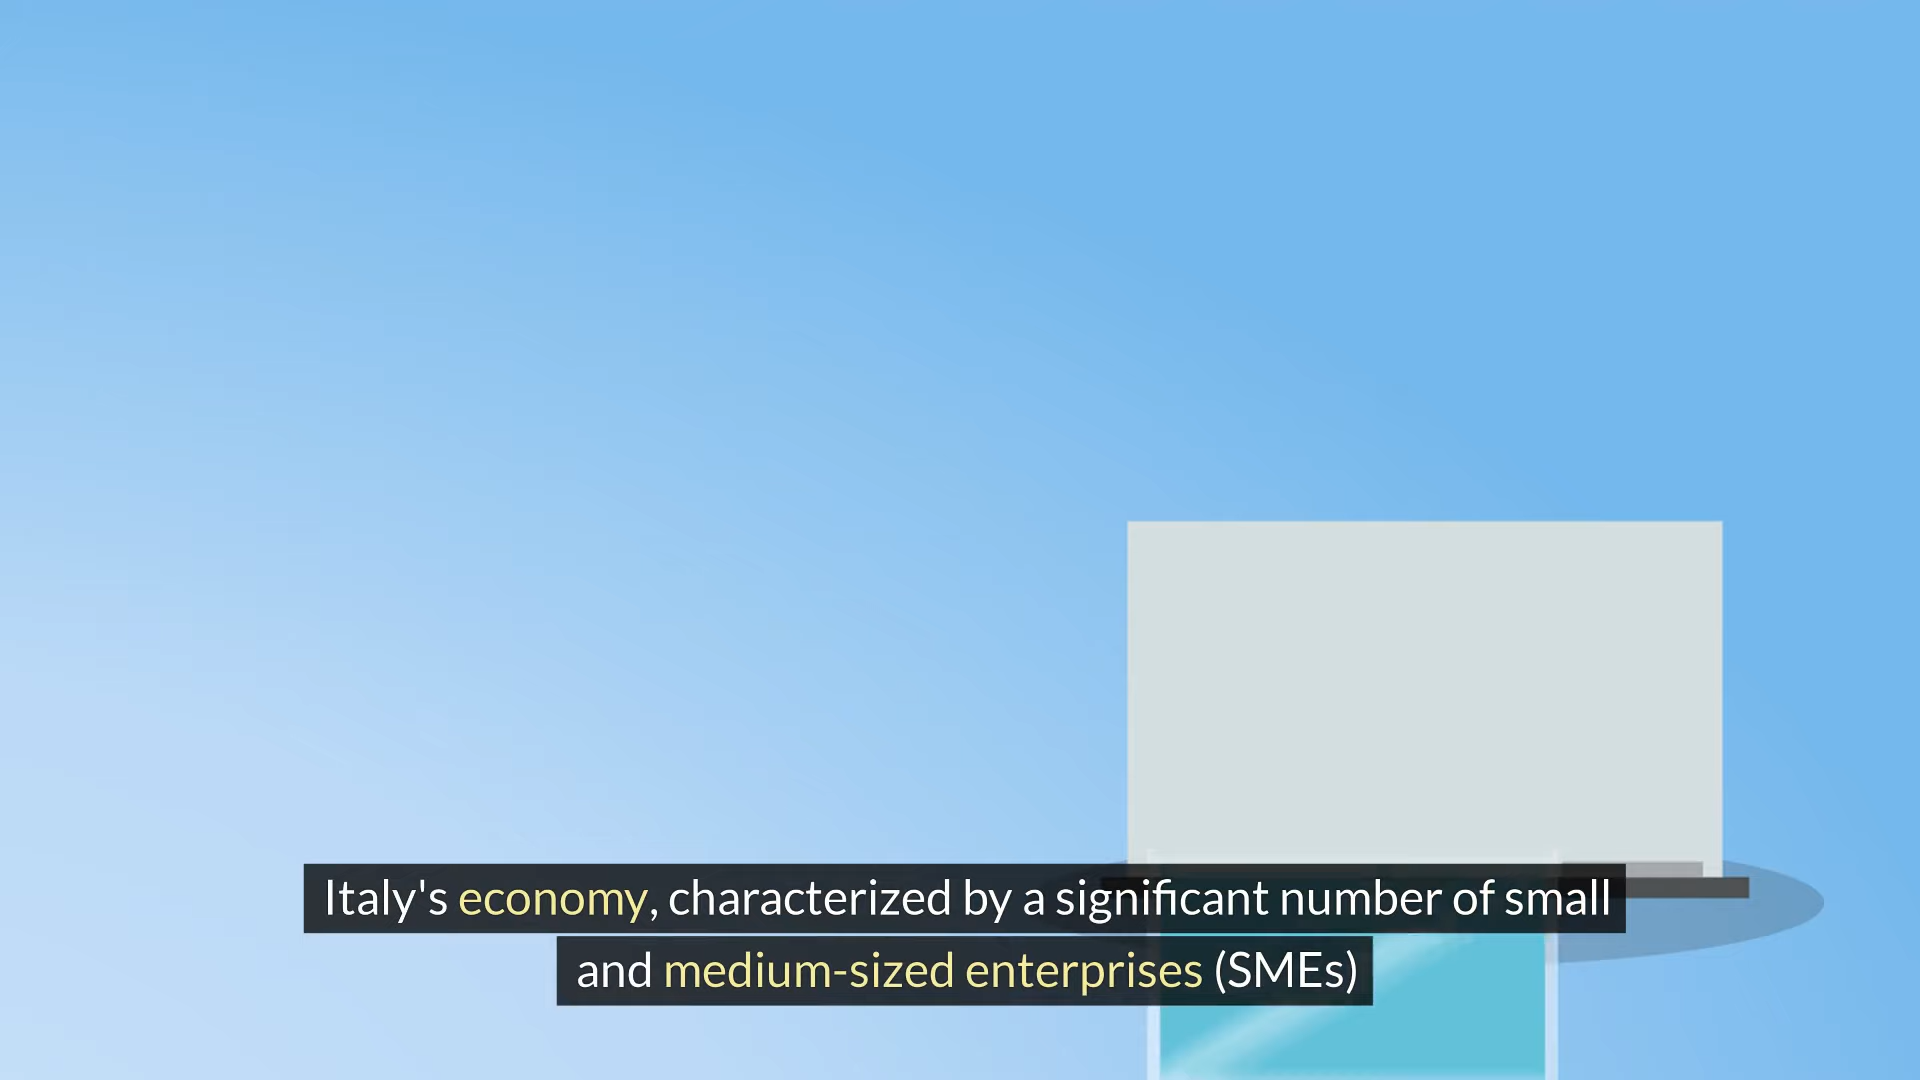 Italy's economy, characterized by a significant number of small
and medium-sized enterprises (SMEs)